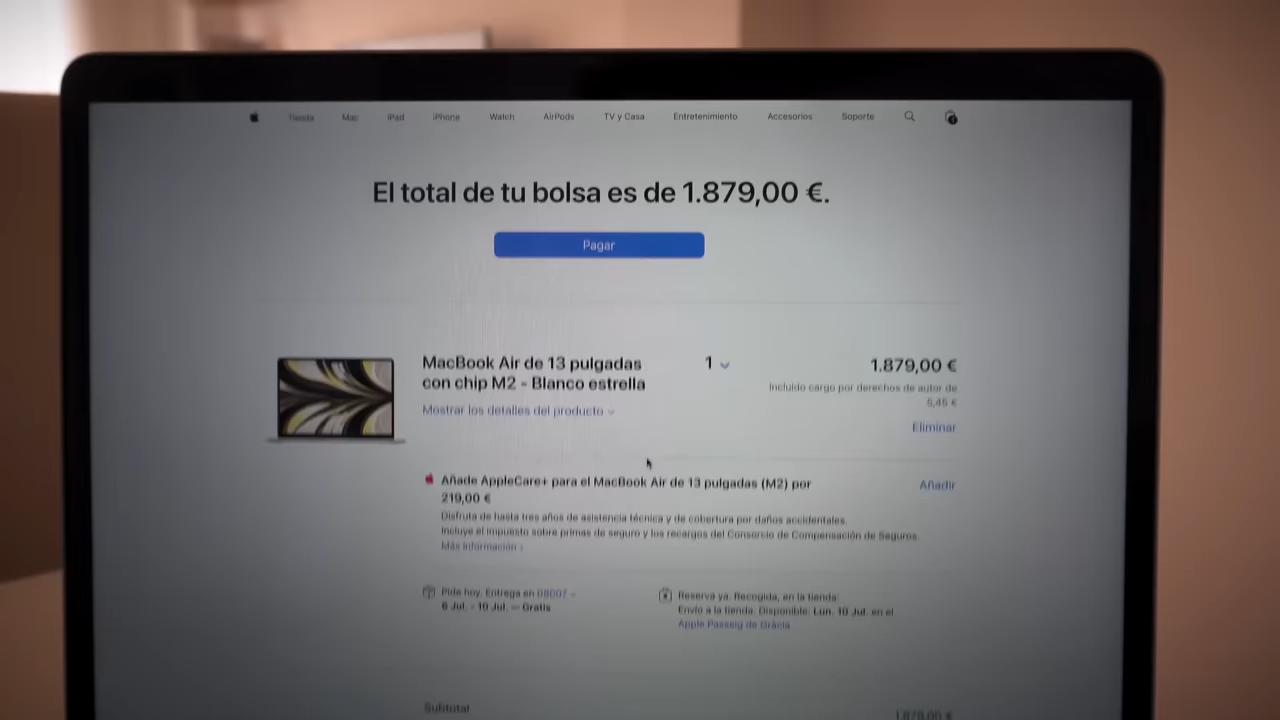 Tienda Mac iPad iPhone Watch AirPods TV y Casa Entretenimiento Accesorios Soporte
El total de tu bolsa es de 1.879,00 €.
Pagar
MacBook Air de 13 pulgadas
con chip M2 - Blanco estrella
1
1.879,00 €
Incluido cargo por derechos de autor de
5,45 €
Mostrar los detalles del producto
Eliminar
Añade AppleCare+ para el MacBook Air de 13 pulgadas (M2) por
219,00 €
Añadir
Disfruta de hasta tres años de asistencia técnica y de cobertura por daños accidentales.
Incluye el impuesto sobre primas de seguro y los recargos del Consorcio de Compensación de Seguros.
Más información
Pide hoy. Entrega en 08007
6 Jul. - 10 Jul. — Gratis
Reserva ya. Recogida, en la tienda:
Envío a la tienda. Disponible: Lun. 10 Jul. en el
Apple Passeig de Gràcia
Subtotal
1.879,00 €